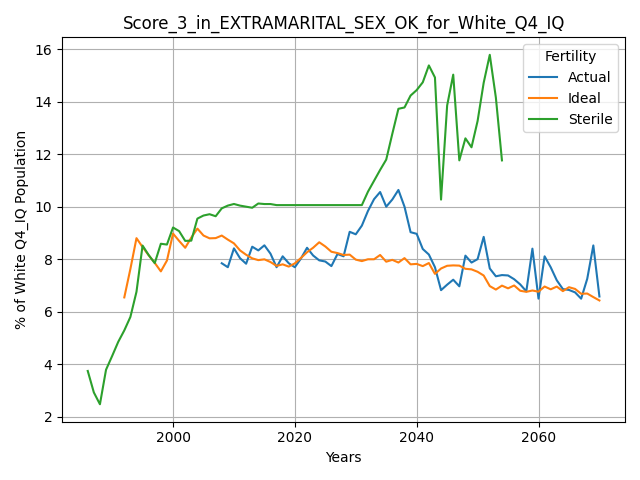 Score_3_in_EXTRAMARITAL_SEX_OK_for_White_Q4_IQ
Fertility
Actual
Ideal
Sterile
% of White Q4_IQ Population
16
14
12
10
8
6
4
2
2000 2020 2040 2060
Years